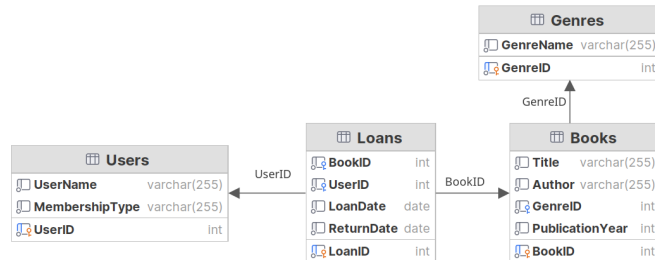 Genres
GenreName varchar(255)
GenreID int
GenreID
Users
UserName varchar(255)
MembershipType varchar(255)
UserID int
UserID
Loans
BookID int
UserID int
LoanDate date
ReturnDate date
LoanID int
BookID
Books
Title varchar(255)
Author varchar(255)
GenreID int
PublicationYear int
BookID int